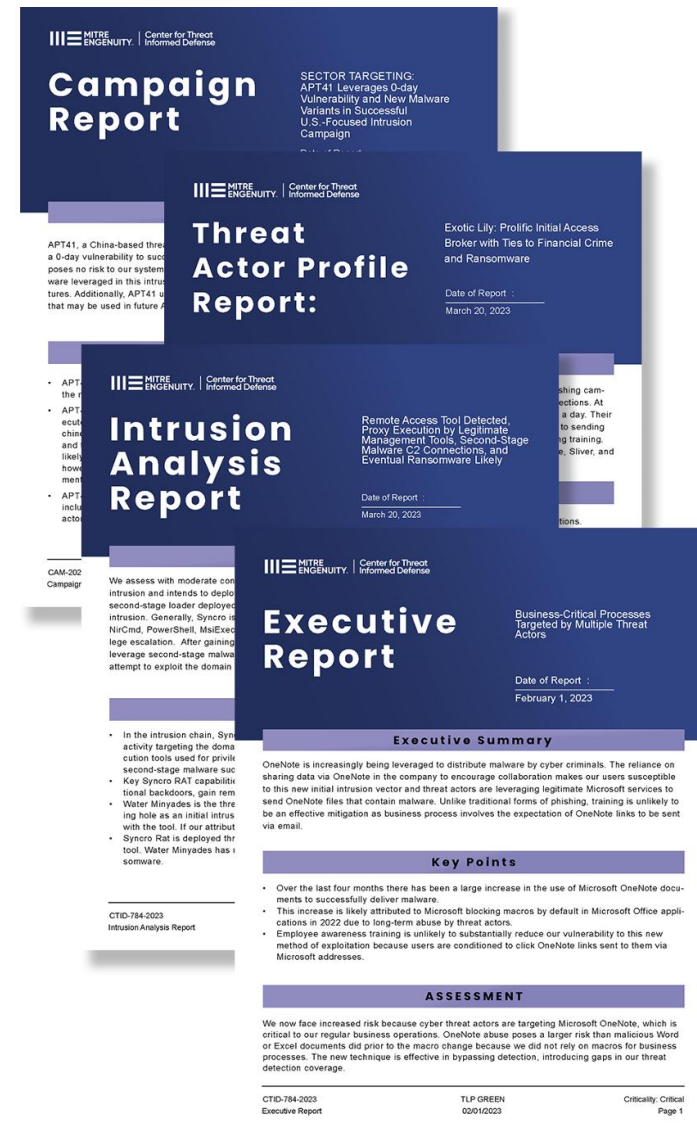 MITRE ENGENUITY. | Center for Threat Informed Defense
Campaign
Report
SECTOR TARGETING:
APT41 Leverages 0-day
Vulnerability and New Malware
Variants in Successful
U.S.-Focused Intrusion
Campaign
Date of Report
APT41, a China-based
a 0-day vulnerability to
poses no risk to our system
ware leveraged in this
tures. Additionally, APT41
that may be used in future
• APT
the
• APT
and
likely
• APT
CAM-202
MITRE ENGENUITY. | Center for Threat Informed Defense
Threat
Actor Profile
Report:
Exotic Lily: Prolific Initial Access
Broker with Ties to Financial Crime
and Ransomware
Date of Report :
March 20, 2023
a day. Their
to sending
training.
Sliver, and
MITRE ENGENUITY. | Center for Threat Informed Defense
Intrusion
Analysis
Report
Remote Access Tool Detected,
Proxy Execution by Legitimate
Management Tools, Second-Stage
Malware C2 Connections, and
Eventual Ransomware Likely
Date of Report :
March 20, 2023
We assess with moderate
intrusion and intends to
second-stage loader deployed
intrusion. Generally, Syncro is
NirCmd, PowerShell,
lege escalation. After gaining
leverage second-stage
attempt to exploit the domain
• In the intrusion chain,
activity targeting the
cution tools used for
second-stage malware
• Key Syncro RAT
tional backdoors, gain
• Water Minyades is the
ing hole as an initial
with the tool. If our
• Syncro Rat is deployed
tool. Water Minyades has
somware.
CTID-784-2023
Intrusion Analysis Report
MITRE ENGENUITY. | Center for Threat Informed Defense
Executive
Report
Business-Critical Processes
Targeted by Multiple Threat
Actors
Date of Report :
February 1, 2023
Executive Summary
OneNote is increasingly being leveraged to distribute malware by cyber criminals. The reliance on
sharing data via OneNote in the company to encourage collaboration makes our users susceptible
to this new initial intrusion vector and threat actors are leveraging legitimate Microsoft services to
send OneNote files that contain malware. Unlike traditional forms of phishing, training is unlikely to
be an effective mitigation as business process involves the expectation of OneNote links to be sent
via email.
Key Points
• Over the last four months there has been a large increase in the use of Microsoft OneNote docu-
ments to successfully deliver malware.
• This increase is likely attributed to Microsoft blocking macros by default in Microsoft Office appli-
cations in 2022 due to long-term abuse by threat actors.
• Employee awareness training is unlikely to substantially reduce our vulnerability to this new
method of exploitation because users are conditioned to click OneNote links sent to them via
Microsoft addresses.
ASSESSMENT
We now face increased risk because cyber threat actors are targeting Microsoft OneNote, which is
critical to our regular business operations. OneNote abuse poses a larger risk than malicious Word
or Excel documents did prior to the macro change because we did not rely on macros for business
processes. The new technique is effective in bypassing detection, introducing gaps in our threat
detection coverage.
CTID-784-2023 TLP GREEN Criticality: Critical
Executive Report 02/01/2023 Page 1